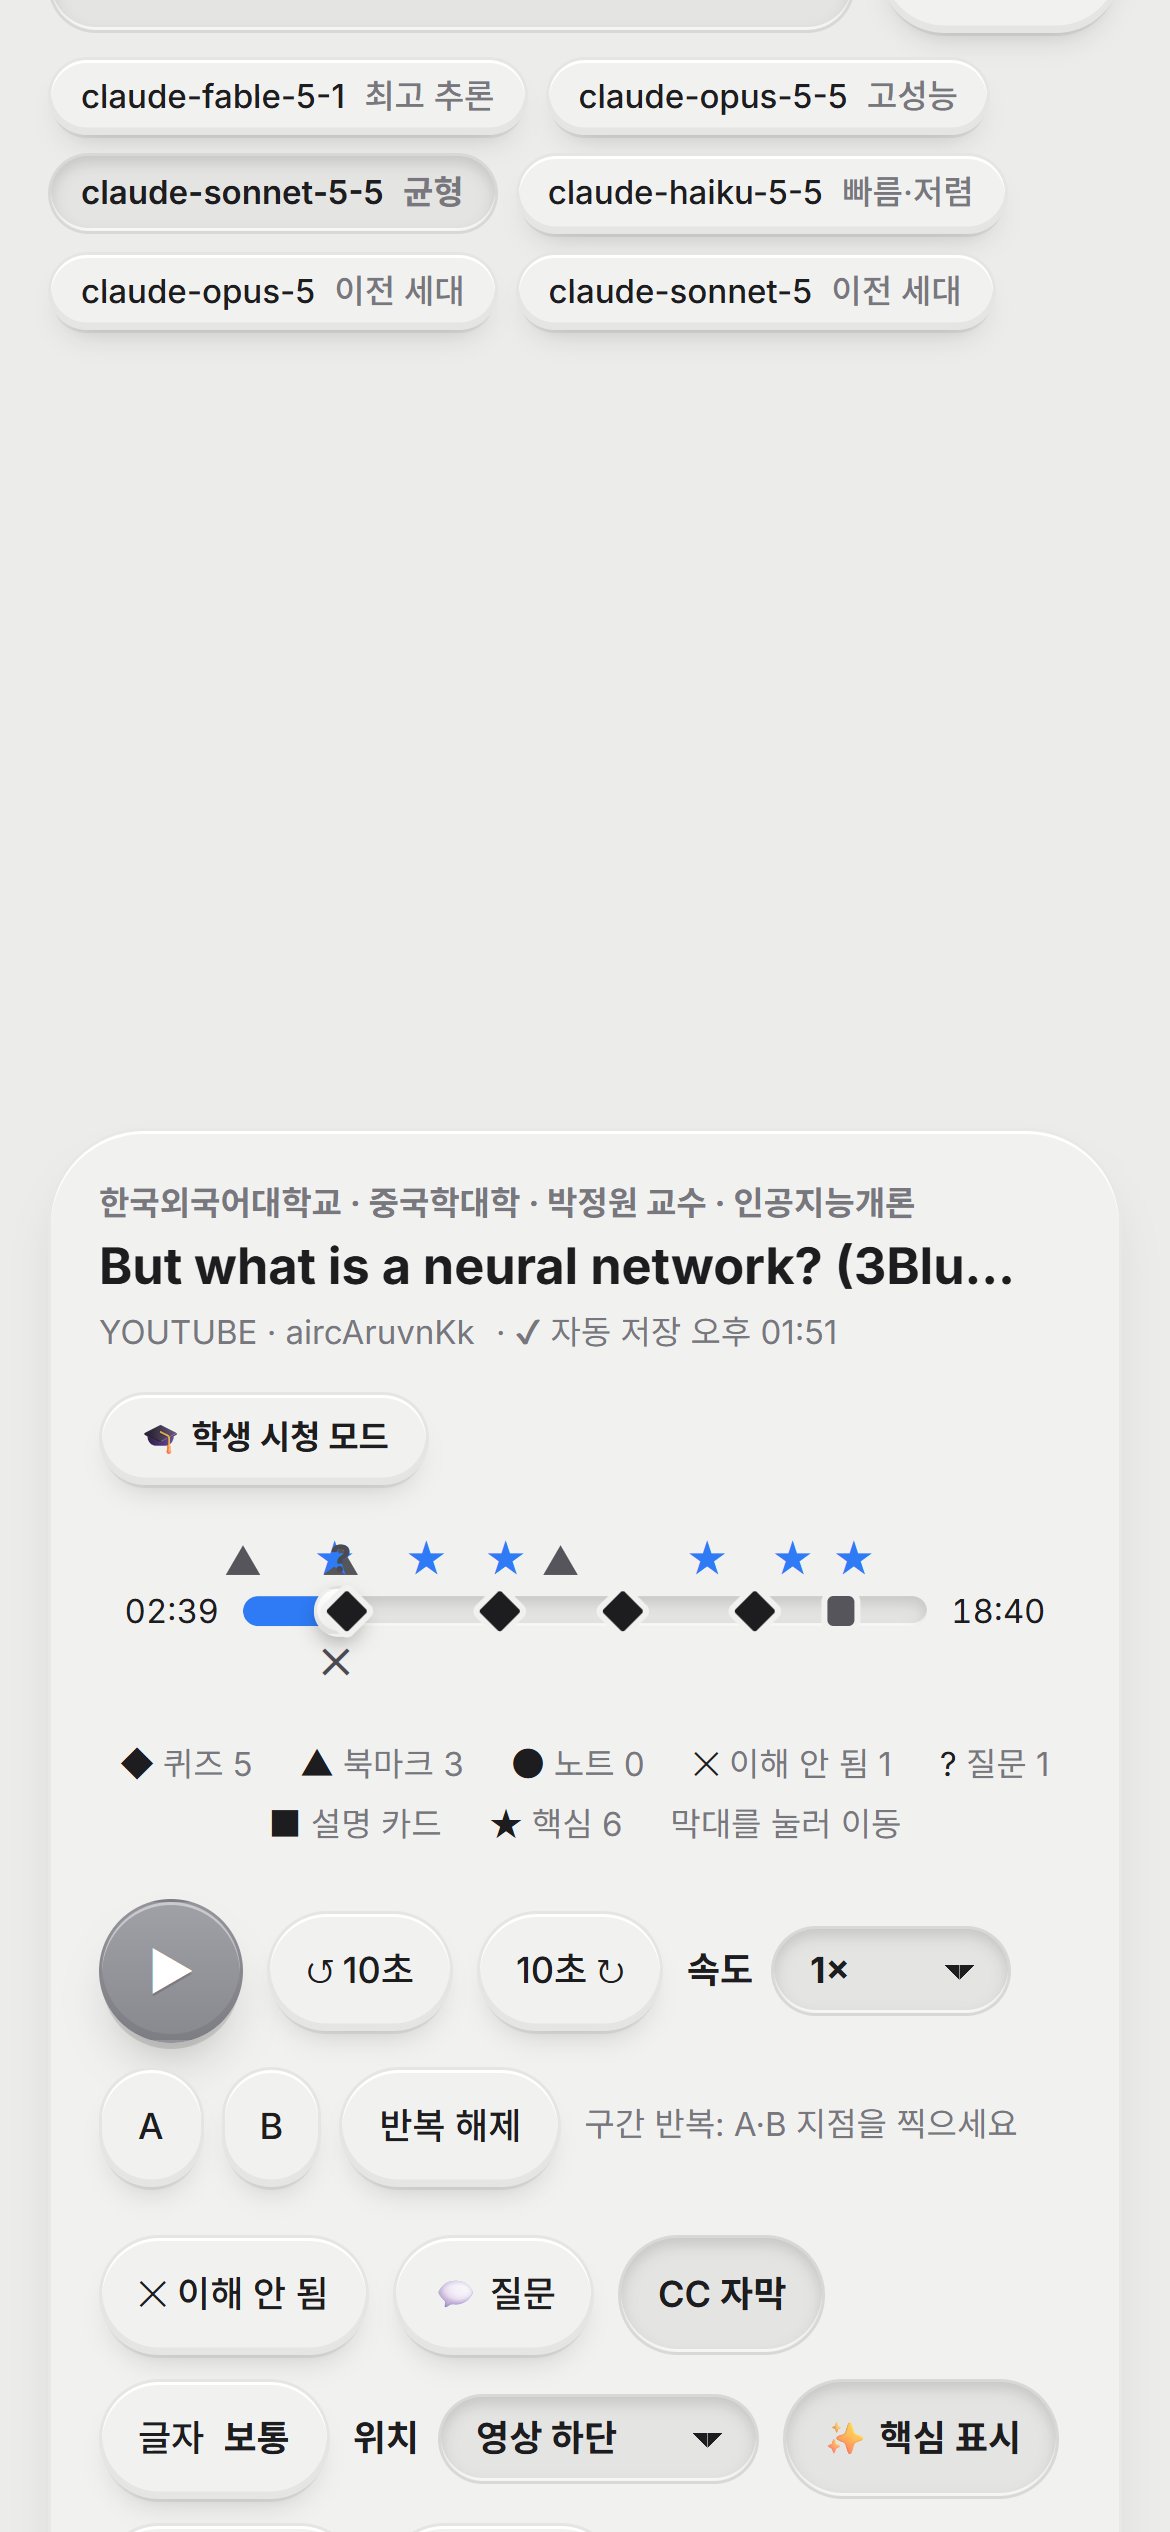 claude-fable-5-1 최고 추론
claude-opus-5-5 고성능
claude-sonnet-5-5 균형
claude-haiku-5-5 빠름·저렴
claude-opus-5 이전 세대
claude-sonnet-5 이전 세대
한국외국어대학교 · 중국학대학 · 박정원 교수 · 인공지능개론
But what is a neural network? (3Blu...
YOUTUBE · aircAruvnKk · ✓ 자동 저장 오후 01:51
🎓 학생 시청 모드
02:39 18:40
◆ 퀴즈 5 ▲ 북마크 3 ● 노트 0 × 이해 안 됨 1 ? 질문 1
■ 설명 카드 ★ 핵심 6 막대를 눌러 이동
▶ ↺ 10초 10초 ↻ 속도 1×
A B 반복 해제 구간 반복: A·B 지점을 찍으세요
× 이해 안 됨 💬 질문 CC 자막
글자 보통 위치 영상 하단 ✨ 핵심 표시